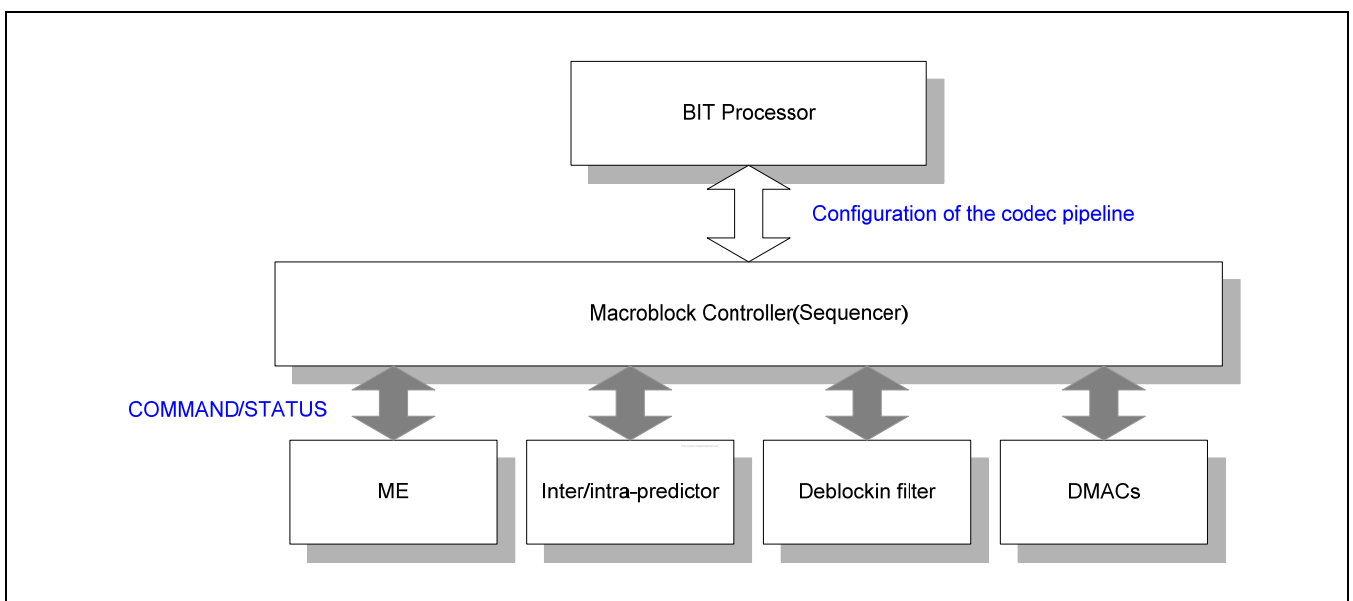 BIT Processor
Configuration of the codec pipeline
Macroblock Controller(Sequencer)
COMMAND/STATUS
ME
Inter/intra-predictor
Deblockin filter
DMACs